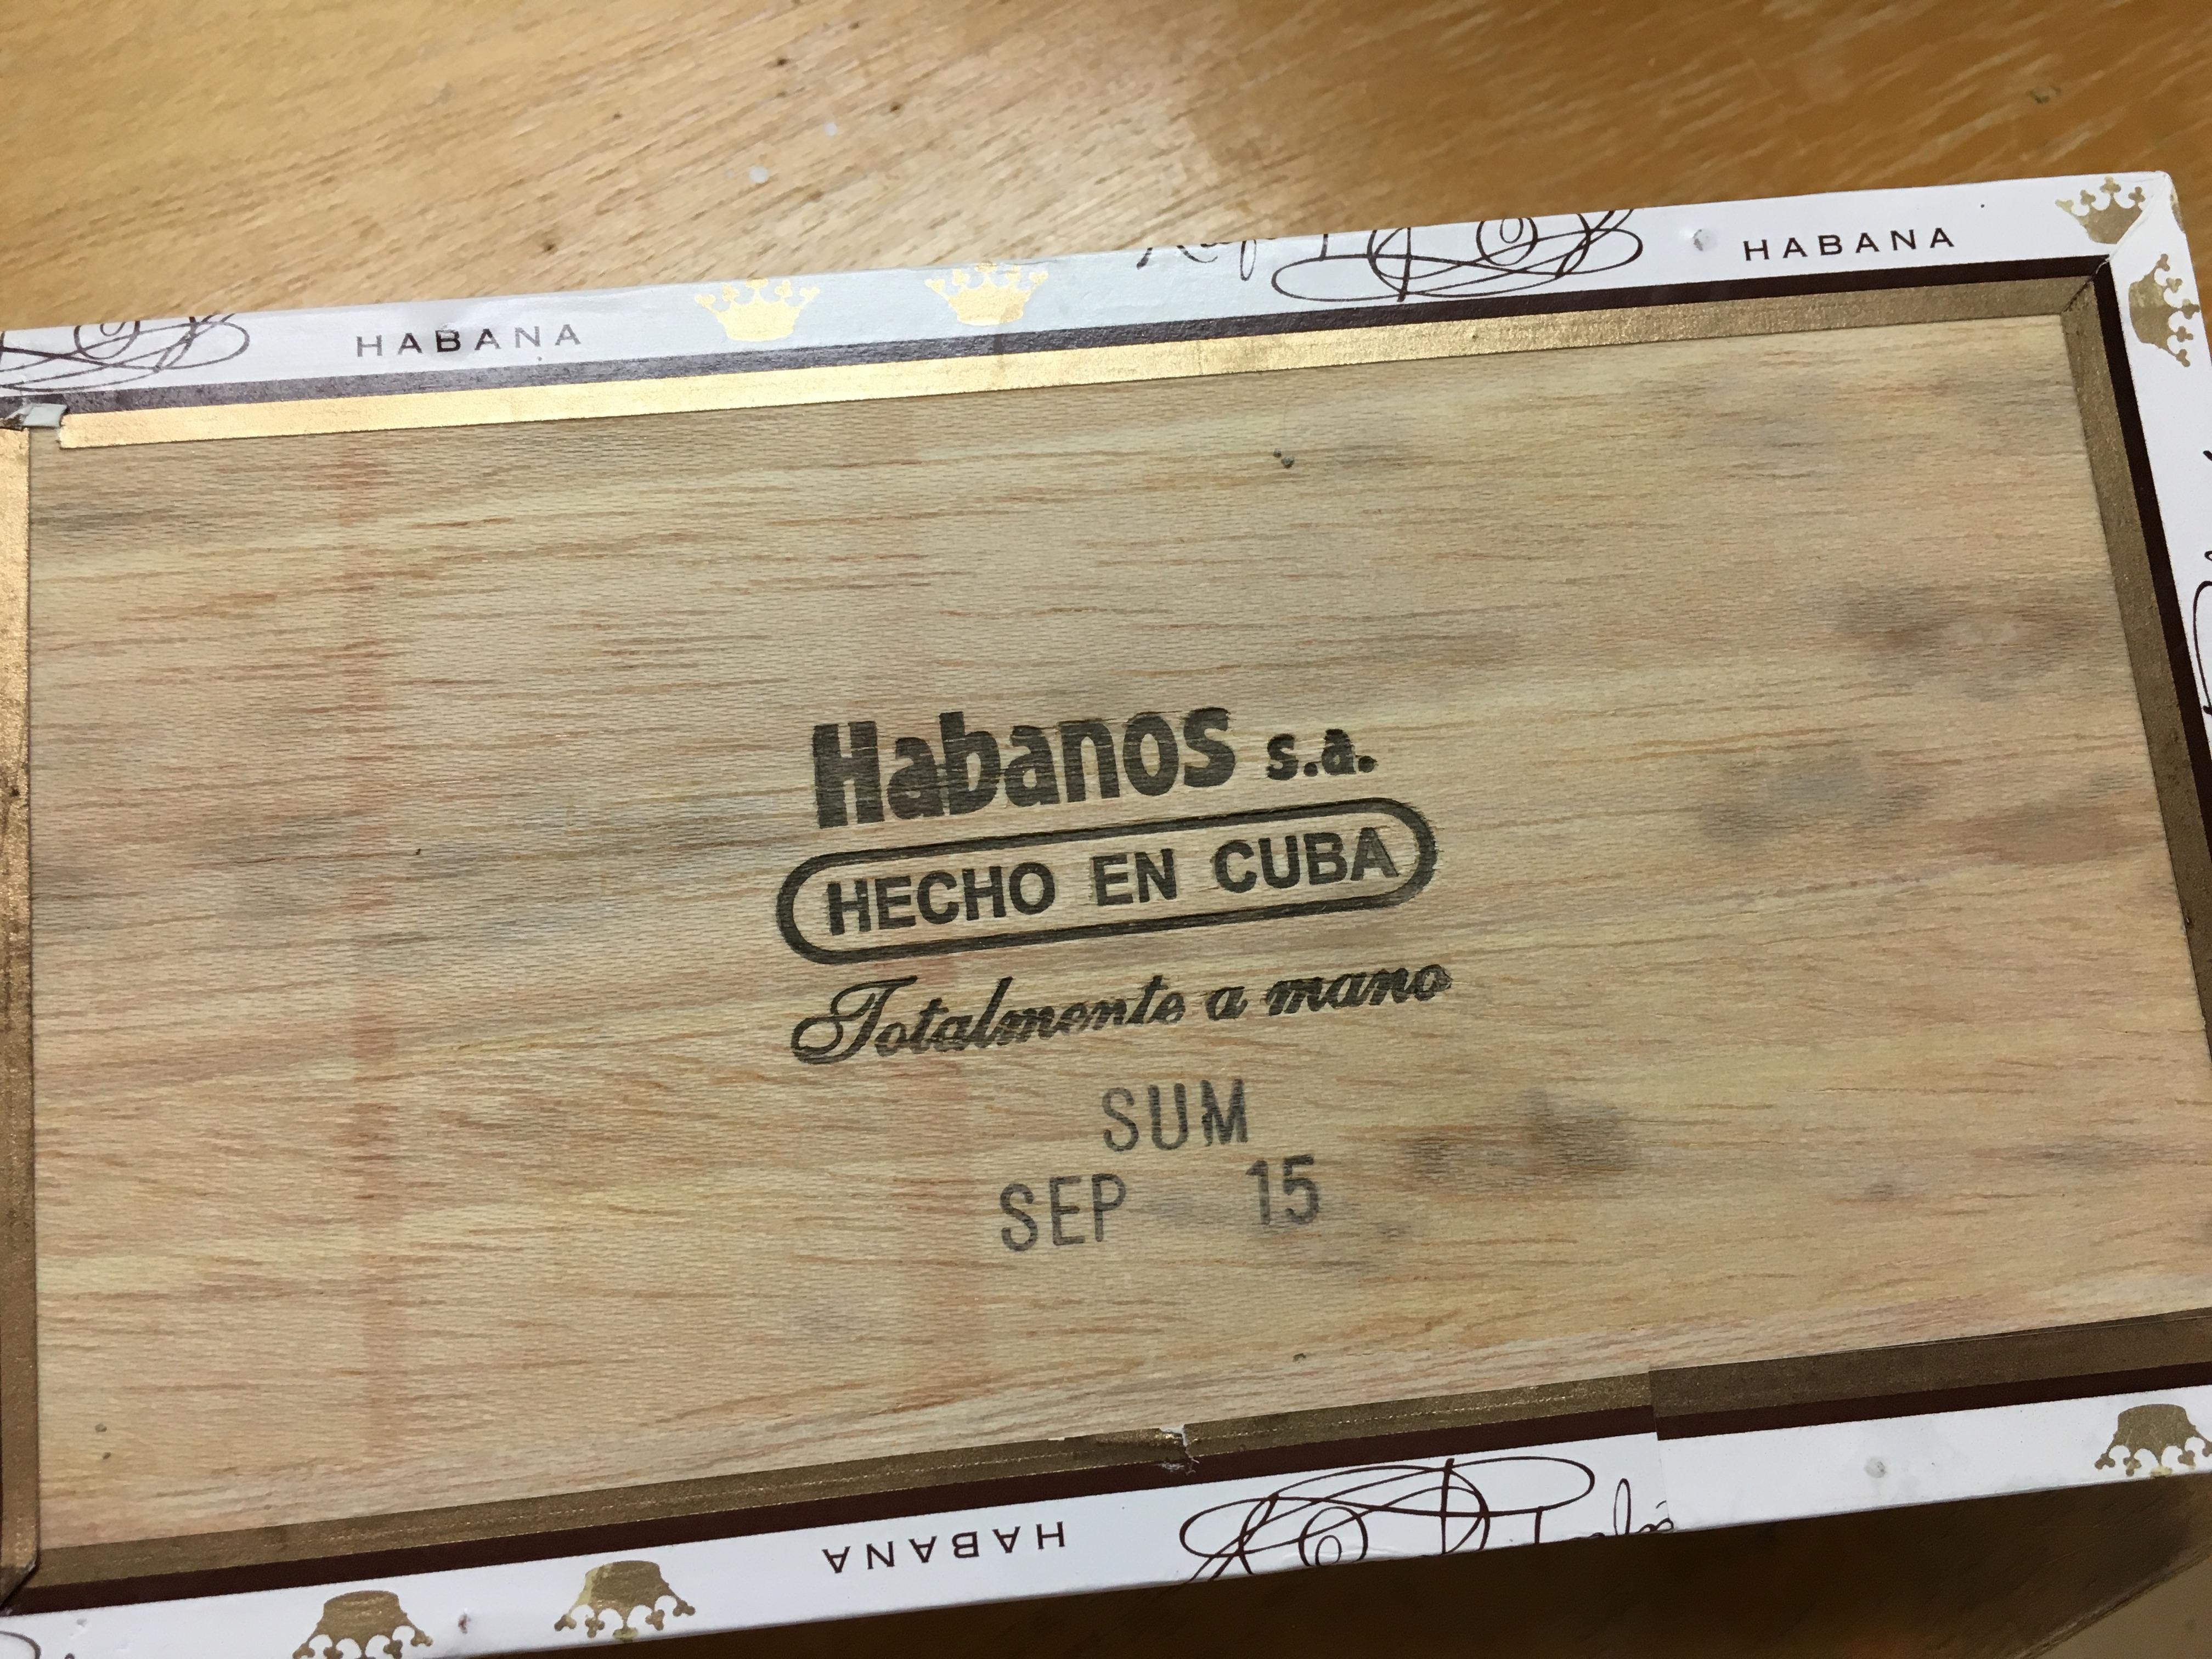 HABANA
HABANA
Habanos s.a.
HECHO EN CUBA
Totalmente a mano
SUM
SEP 15
HABANA